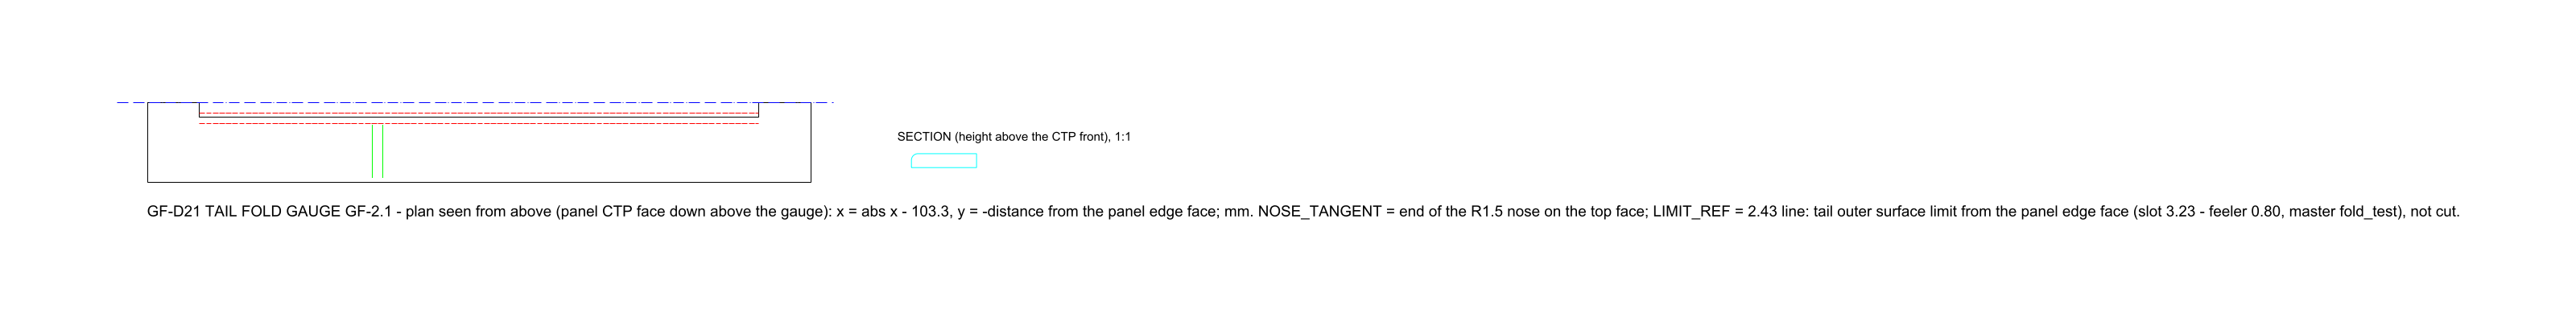 SECTION (height above the CTP front), 1:1
GF-D21 TAIL FOLD GAUGE GF-2.1 - plan seen from above (panel CTP face down above the gauge): x = abs x - 103.3, y = -distance from the panel edge face; mm. NOSE_TANGENT = end of the R1.5 nose on the top face; LIMIT_REF = 2.43 line: tail outer surface limit from the panel edge face (slot 3.23 - feeler 0.80, master fold_test), not cut.